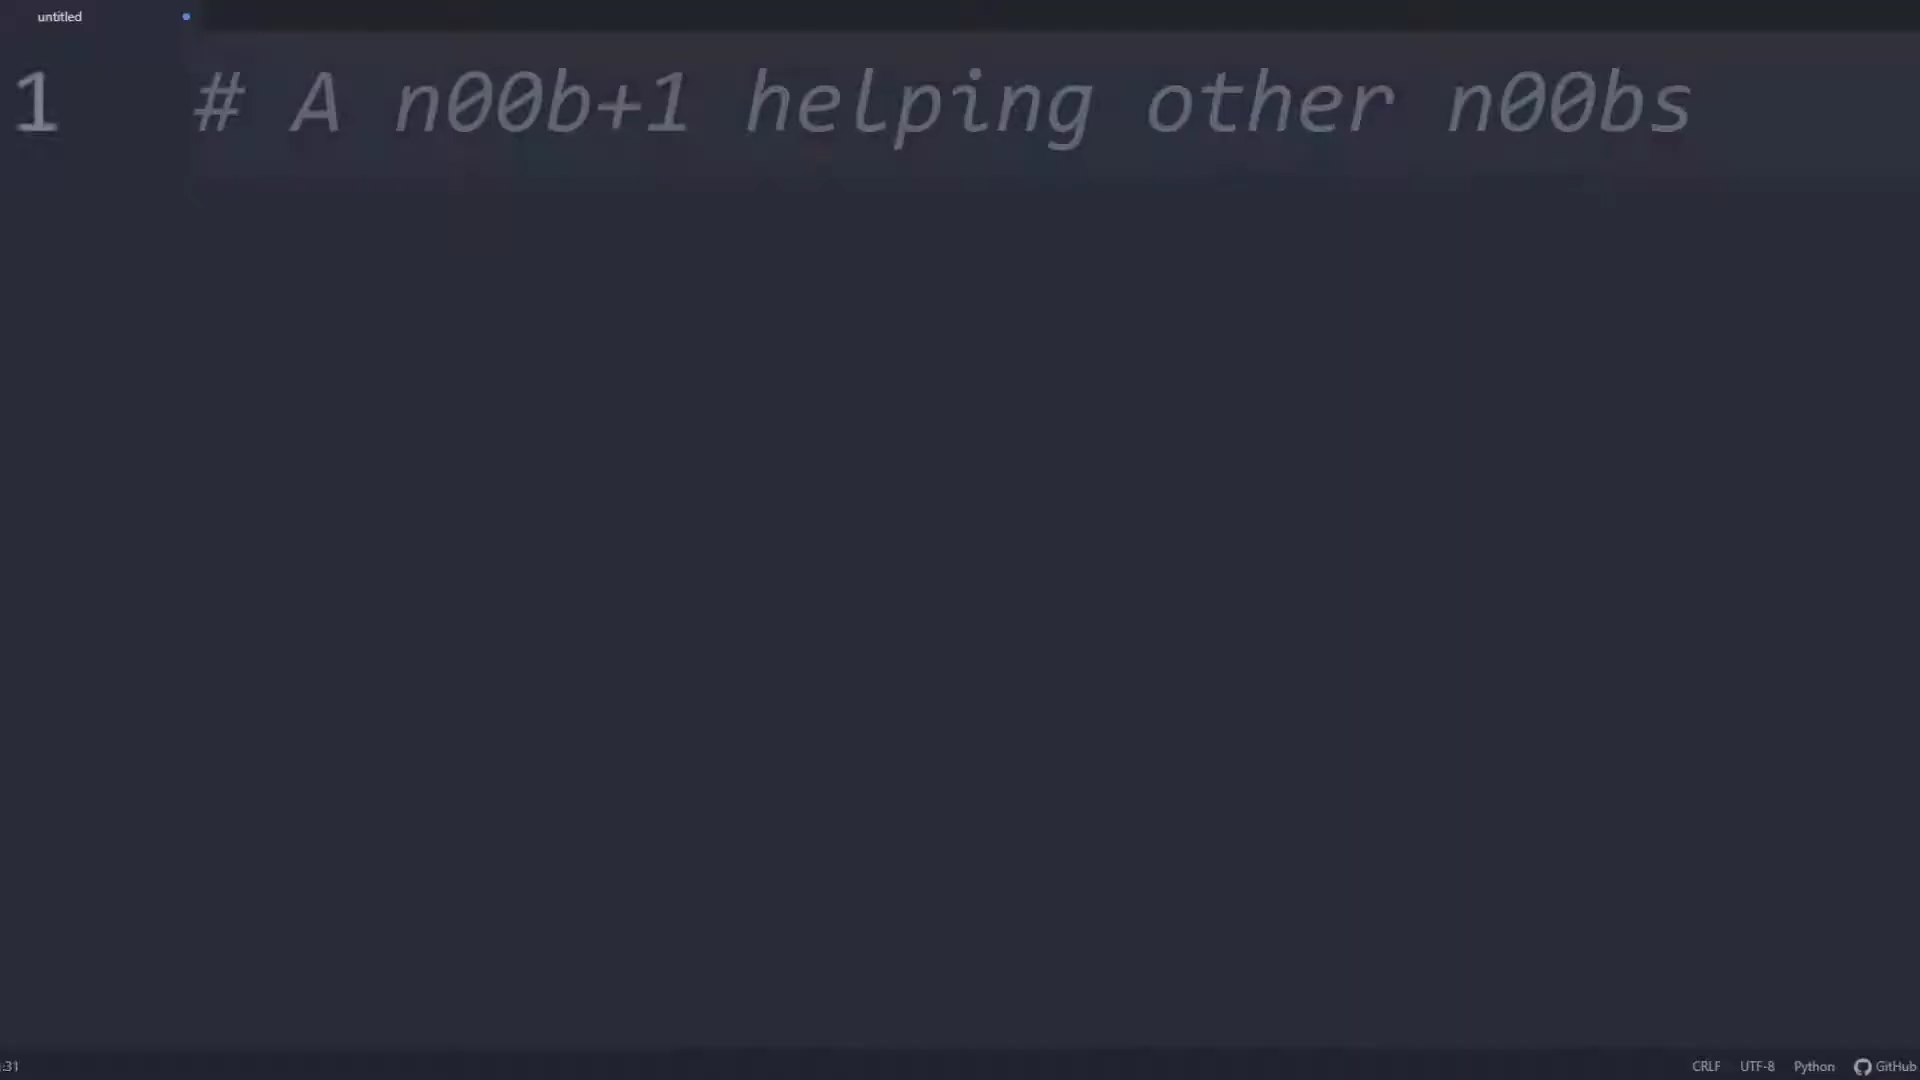 untitled
1 # A n00b+1 helping other n00bs
:31 CRLF UTF-8 Python GitHub